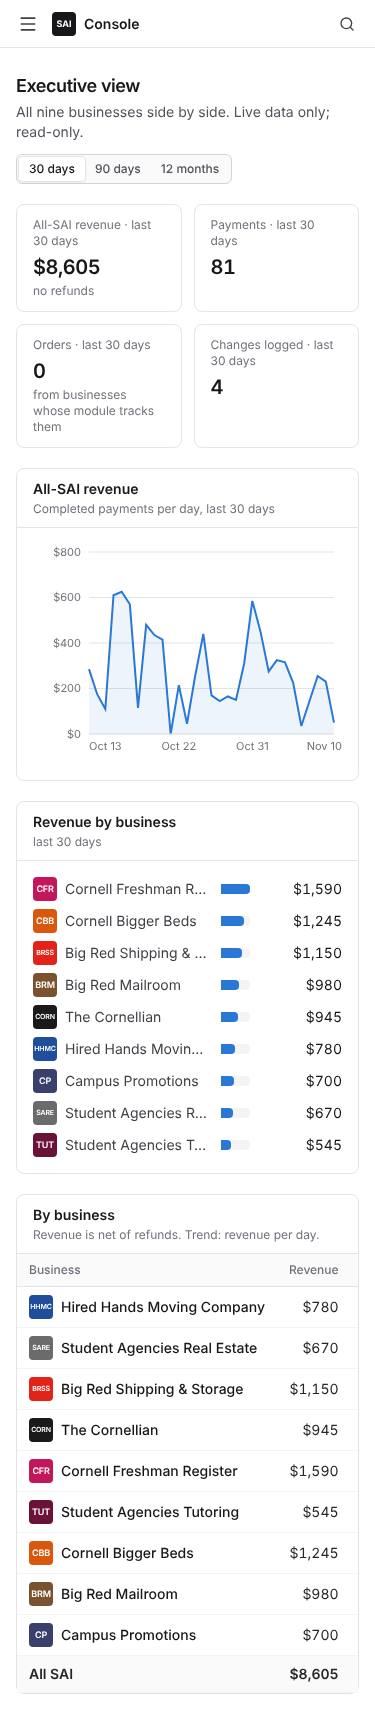 SAI Console
Executive view
All nine businesses side by side. Live data only;
read-only.
30 days 90 days 12 months
All-SAI revenue · last
30 days
$8,605
no refunds
Payments · last 30
days
81
Orders · last 30 days
0
from businesses
whose module tracks
them
Changes logged · last
30 days
4
All-SAI revenue
Completed payments per day, last 30 days
$800
$600
$400
$200
$0
Oct 13 Oct 22 Oct 31 Nov 10
Revenue by business
last 30 days
CFR Cornell Freshman R... $1,590
CBB Cornell Bigger Beds $1,245
BRSS Big Red Shipping & ... $1,150
BRM Big Red Mailroom $980
CORN The Cornellian $945
HHMC Hired Hands Movin... $780
CP Campus Promotions $700
SARE Student Agencies R... $670
TUT Student Agencies T... $545
By business
Revenue is net of refunds. Trend: revenue per day.
Business Revenue
HHMC Hired Hands Moving Company $780
SARE Student Agencies Real Estate $670
BRSS Big Red Shipping & Storage $1,150
CORN The Cornellian $945
CFR Cornell Freshman Register $1,590
TUT Student Agencies Tutoring $545
CBB Cornell Bigger Beds $1,245
BRM Big Red Mailroom $980
CP Campus Promotions $700
All SAI $8,605